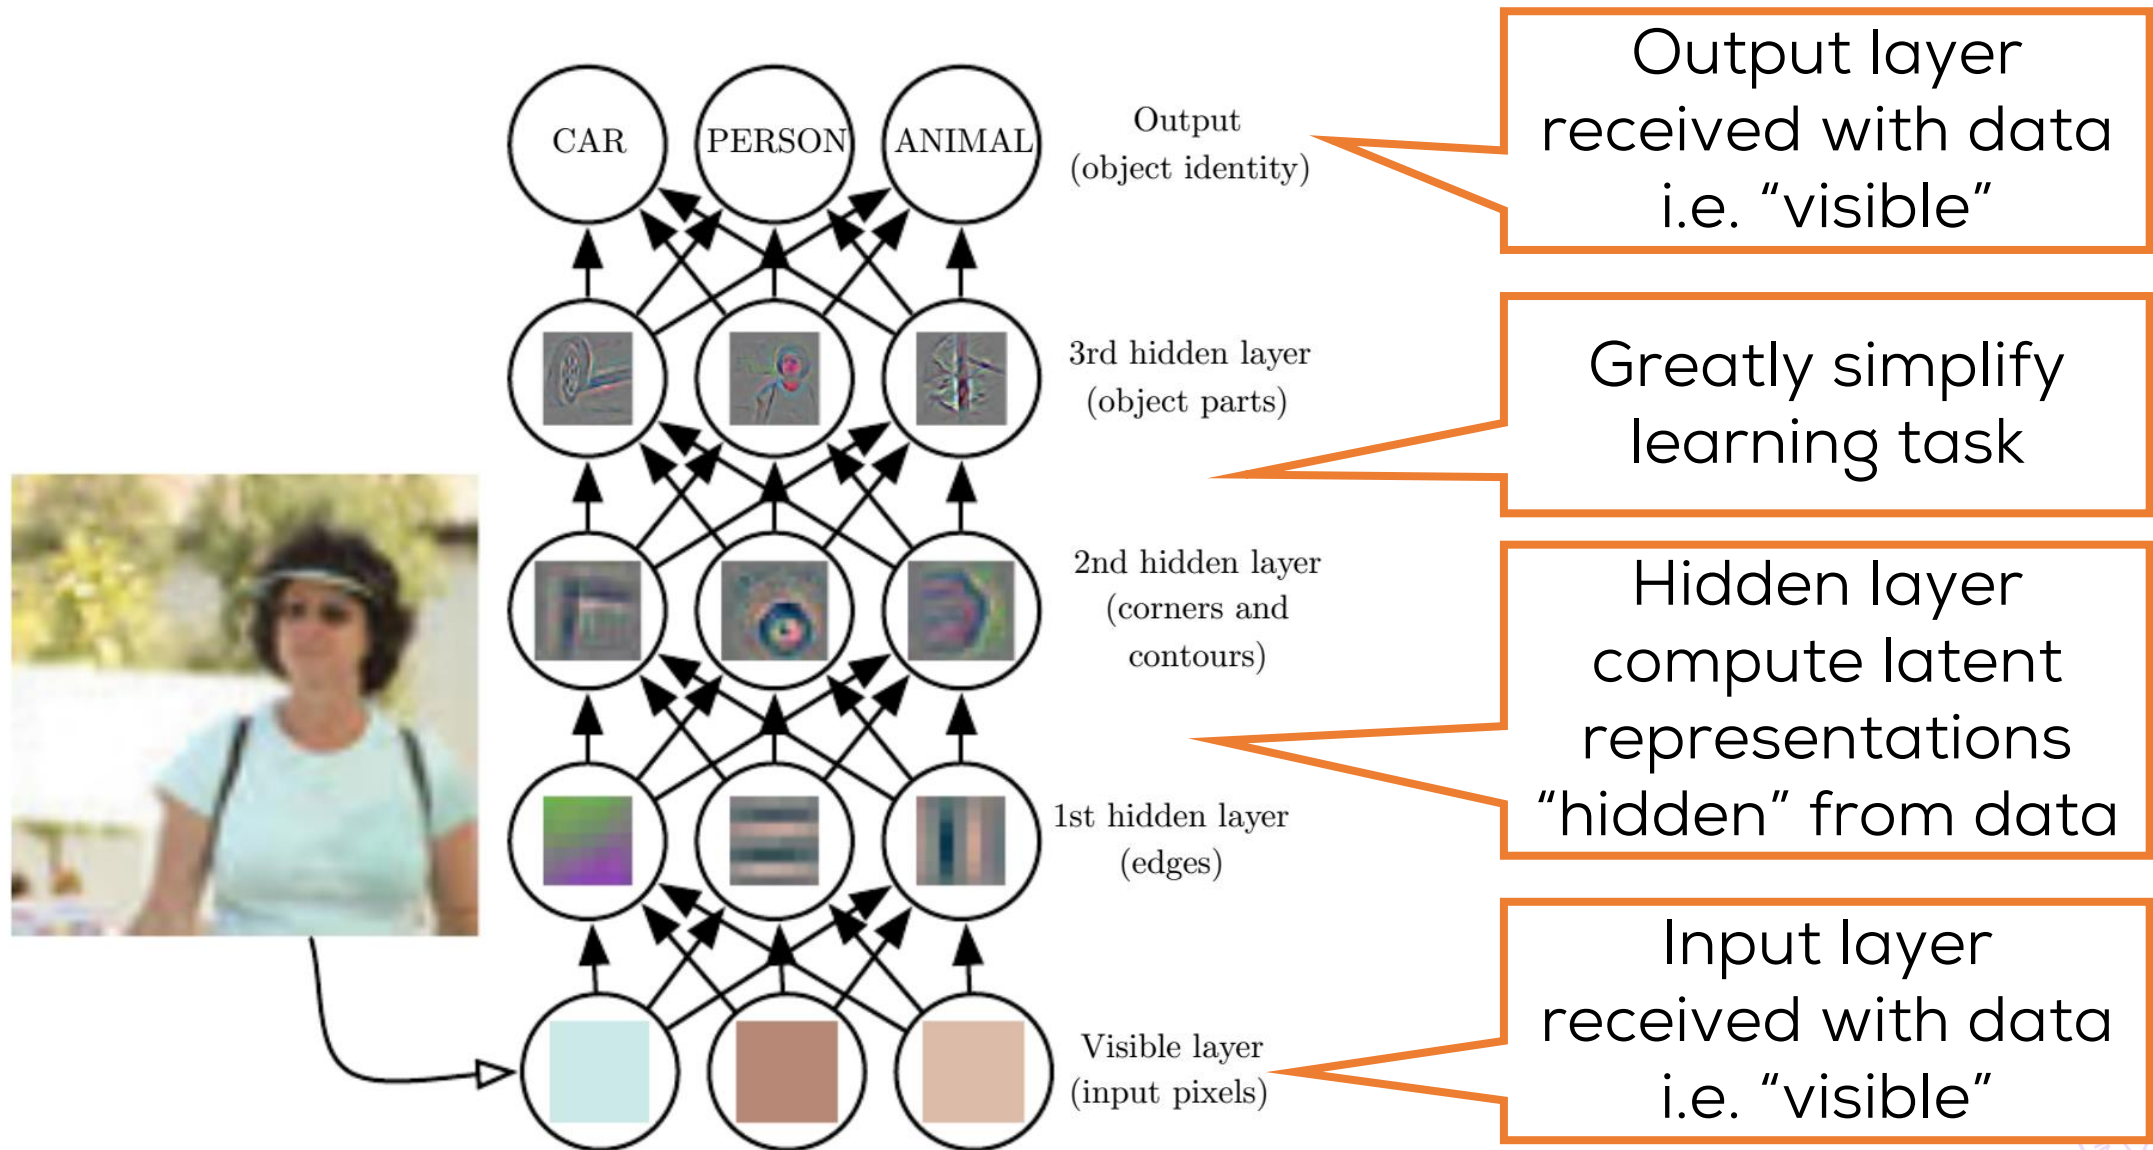 CAR
PERSON
ANIMAL
Output
(object identity)
Output layer
received with data
i.e. “visible”
3rd hidden layer
(object parts)
Greatly simplify
learning task
2nd hidden layer
(corners and
contours)
Hidden layer
compute latent
representations
“hidden” from data
1st hidden layer
(edges)
Visible layer
(input pixels)
Input layer
received with data
i.e. “visible”